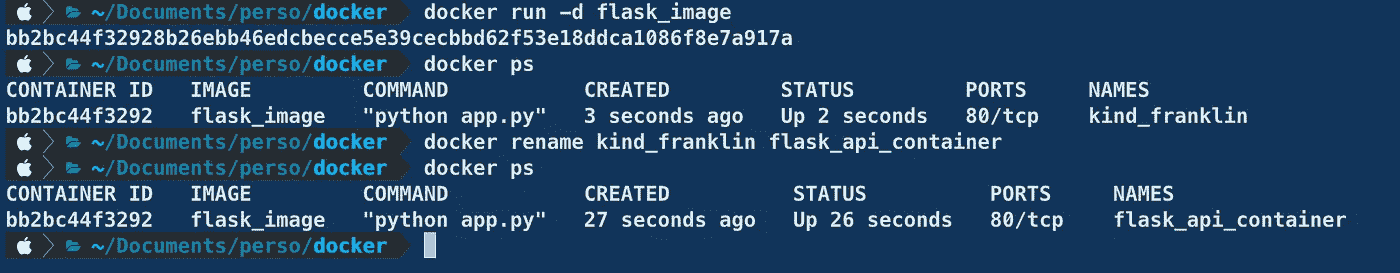 ~/Documents/perso/docker docker run -d flask_image
bb2bc44f32928b26ebb46edcbecce5e39cecbbd62f53e18ddca1086f8e7a917a
~/Documents/perso/docker docker ps
CONTAINER ID IMAGE COMMAND CREATED STATUS PORTS NAMES
bb2bc44f3292 flask_image "python app.py" 3 seconds ago Up 2 seconds 80/tcp kind_franklin
~/Documents/perso/docker docker rename kind_franklin flask_api_container
~/Documents/perso/docker docker ps
CONTAINER ID IMAGE COMMAND CREATED STATUS PORTS NAMES
bb2bc44f3292 flask_image "python app.py" 27 seconds ago Up 26 seconds 80/tcp flask_api_container
~/Documents/perso/docker